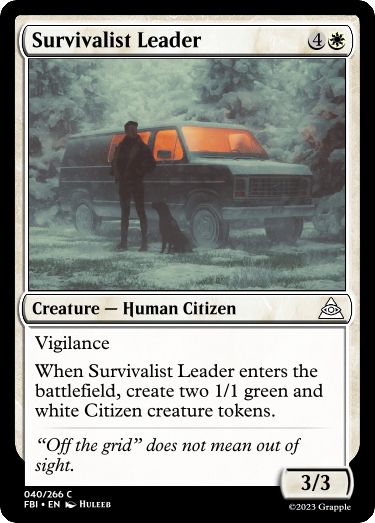 Survivalist Leader 4
Creature — Human Citizen
Vigilance
When Survivalist Leader enters the
battlefield, create two 1/1 green and
white Citizen creature tokens.
“Off the grid” does not mean out of
sight.
3/3
040/266 C
FBI • EN Huleeb
©2023 Grapple